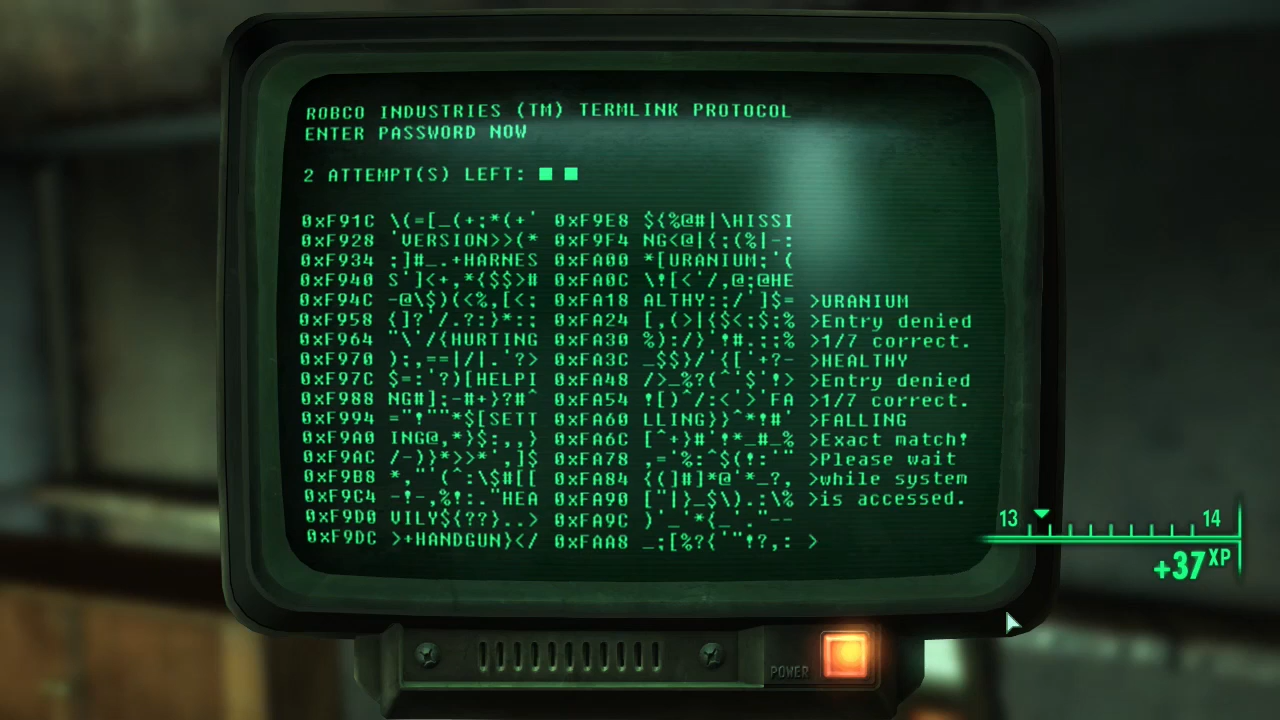 ROBCO INDUSTRIES (TM) TERMLINK PROTOCOL
ENTER PASSWORD NOW
2 ATTEMPT(S) LEFT: ■ ■
0xF91C \(=[_(+;*(+' 0xF9E8 ${%@#|\HISSI
0xF928 'VERSION>>(* 0xF9F4 NG<@|{;(%|-:
0xF934 ;]#_.+HARNES 0xFA00 *[URANIUM;'(
0xF940 S']<+,*{$$># 0xFA0C \![<'/,@;@HE
0xF94C -@\$)(<%,[<; 0xFA18 ALTHY:;/']$= >URANIUM
0xF958 {]?'/.?:}*:; 0xFA24 [,(>|{$<;$;% >Entry denied
0xF964 "\'/{HURTING 0xFA30 %):/}'!#.:;% >1/7 correct.
0xF970 );,==|/|.'?> 0xFA3C _$$}/'{['+?- >HEALTHY
0xF97C $=:'?)[HELPI 0xFA48 />_%?(^'$'!> >Entry denied
0xF988 NG#];-#+}?#^ 0xFA54 ![)^/:<'>'FA >1/7 correct.
0xF994 ="!""*$[SETT 0xFA60 LLING}}^*!#' >FALLING
0xF9A0 ING@,*}$:,,} 0xFA6C [^+}#'!*_#_% >Exact match!
0xF9AC /-)}*>>*',]$ 0xFA78 ,='%:^$(!:'" >Please wait
0xF9B8 *,"'(^:\$#[[ 0xFA84 {(]#]*@'*_?, >while system
0xF9C4 -!-,%!:."HEA 0xFA90 ["|}_$\).:\% >is accessed.
0xF9D0 VILY${??}..> 0xFA9C )'_'*{_'."--
0xF9DC >+HANDGUN}</ 0xFAA8 _;[%?{'"!?,: >
13 14
+37 XP
POWER